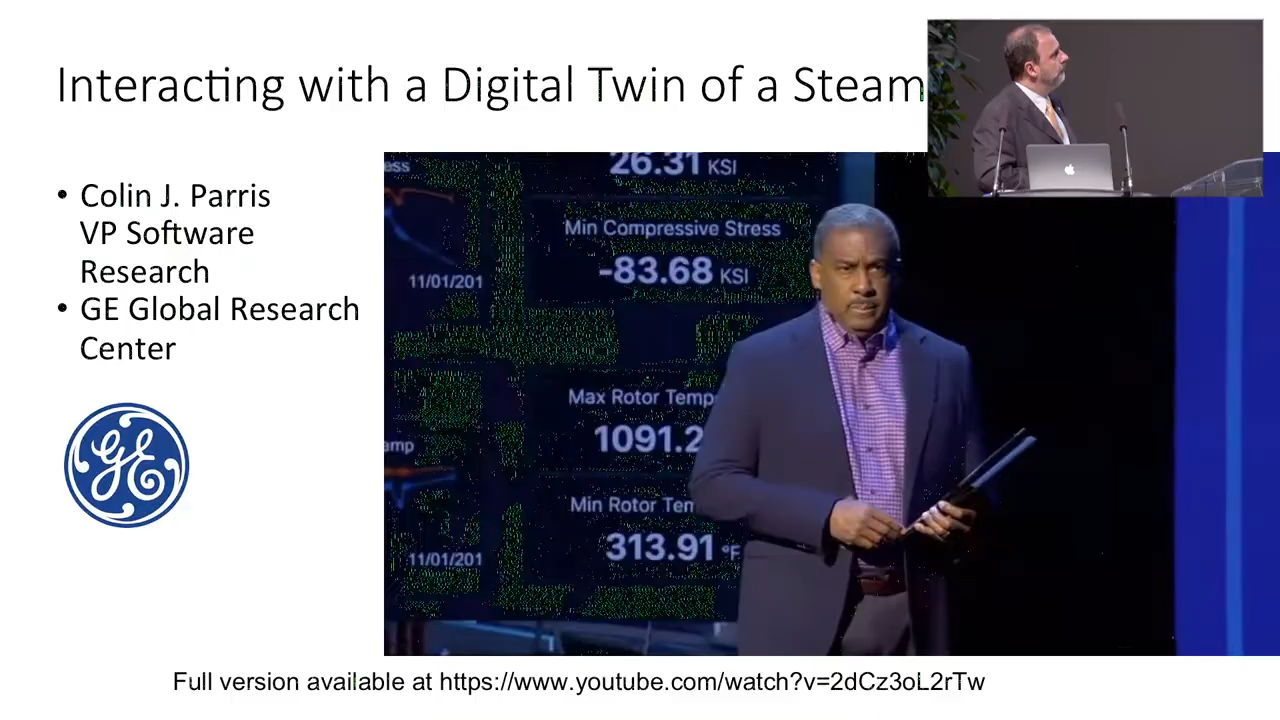 Interacting with a Digital Twin of a Steam
• Colin J. Parris
VP Software
Research
• GE Global Research
Center
GE
26.31 KSI
Min Compressive Stress
-83.68 KSI
11/01/201
Max Rotor Temp
1091.2
Min Rotor Tem
313.91 °F
11/01/201
Full version available at https://www.youtube.com/watch?v=2dCz3oL2rTw